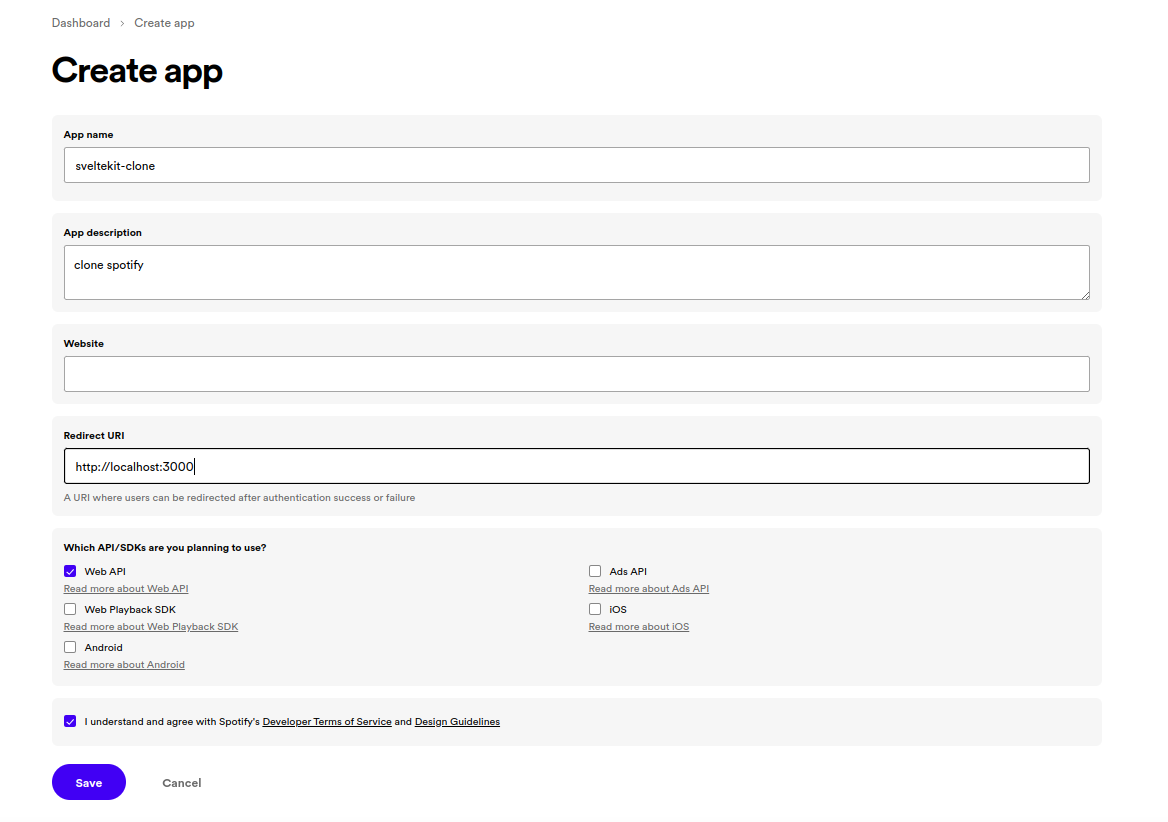 Dashboard > Create app
Create app
App name
sveltekit-clone
App description
clone spotify
Website
Redirect URI
http://localhost:3000
A URI where users can be redirected after authentication success or failure
Which API/SDKs are you planning to use?
Web API
Read more about Web API
Web Playback SDK
Read more about Web Playback SDK
Android
Read more about Android
Ads API
Read more about Ads API
iOS
Read more about iOS
I understand and agree with Spotify's Developer Terms of Service and Design Guidelines
Save Cancel